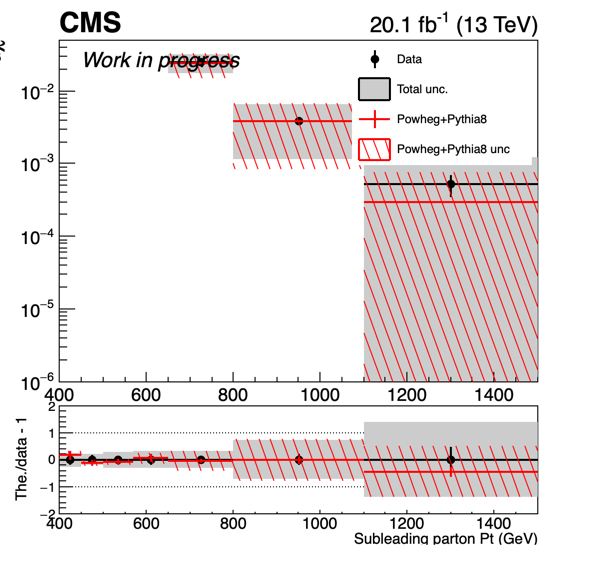 CMS 20.1 fb⁻¹ (13 TeV)
Work in progress
Data
Total unc.
Powheg+Pythia8
Powheg+Pythia8 unc
10⁻²
10⁻³
10⁻⁴
10⁻⁵
10⁻⁶
400 600 800 1000 1200 1400
The./data - 1
2
1
0
−1
−2
400 600 800 1000 1200 1400
Subleading parton Pt (GeV)